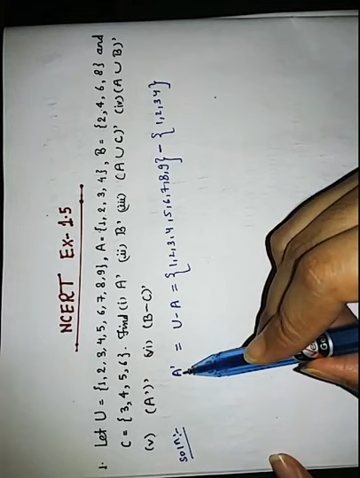 NCERT Ex-1.5
1. Let U = {1, 2, 3, 4, 5, 6, 7, 8, 9}, A = {1, 2, 3, 4}, B = {2, 4, 6, 8} and
C = {3, 4, 5, 6}. Find (i) A' (ii) B' (iii) (A ∪ C)' (iv) (A ∪ B)'
(v) (A')' (vi) (B-C)'
Soln:-
A' = U - A = {1,2,3,4,5,6,7,8,9} - {1,2,3 4}